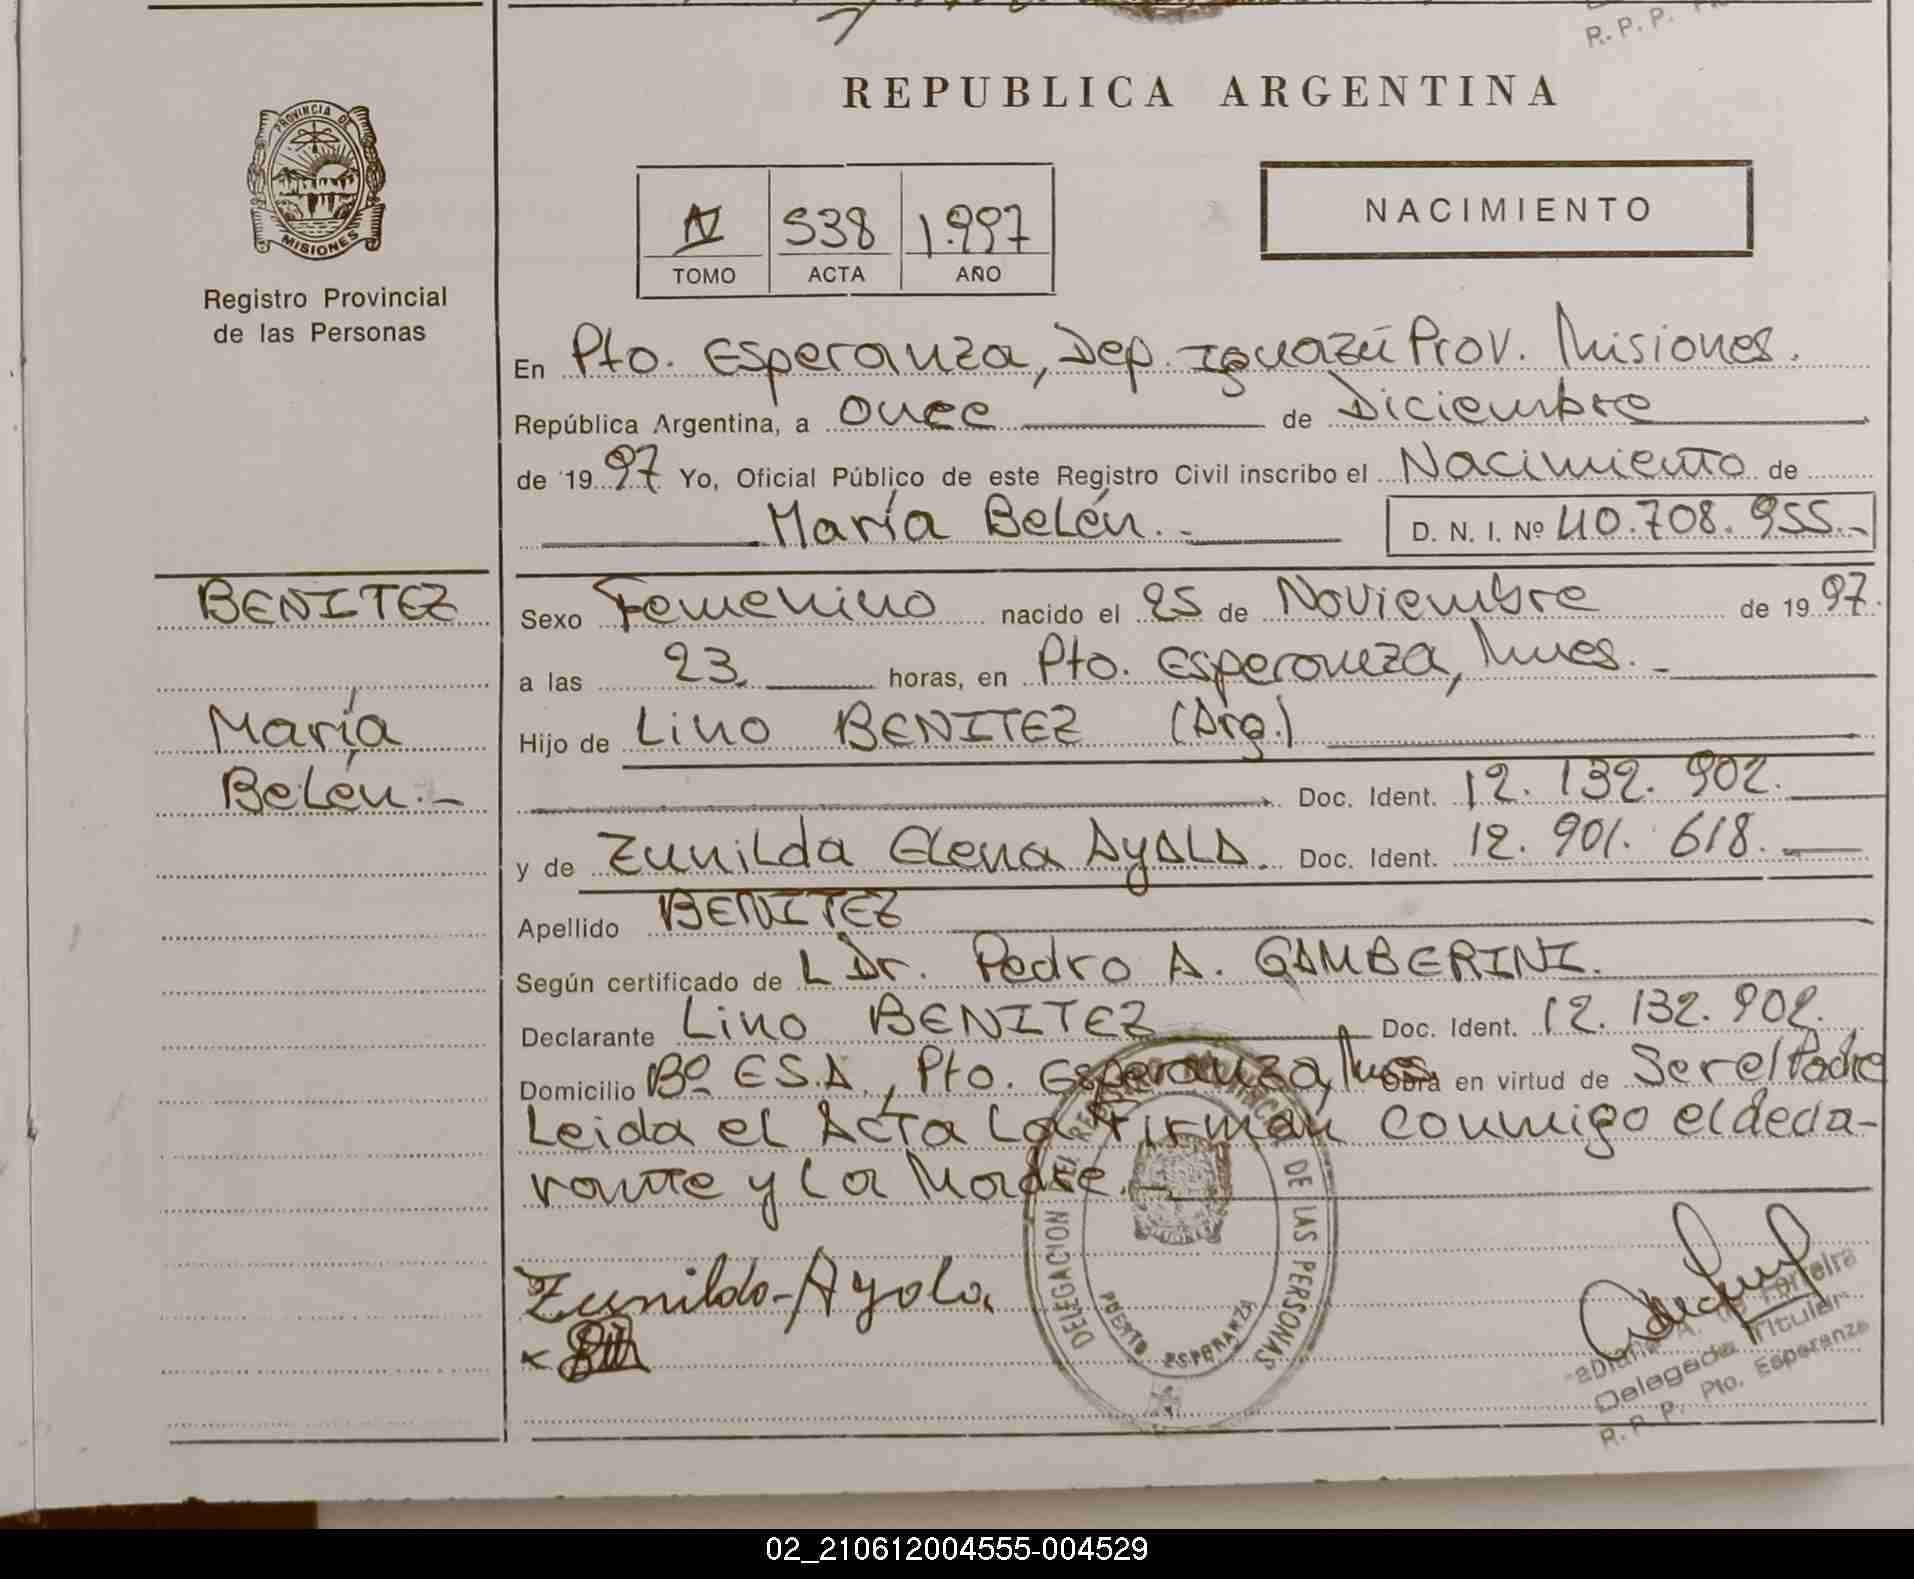 R. P. P.
REPUBLICA ARGENTINA
PROVINCIA DE
MISIONES
Registro Provincial
de las Personas
538 1.997
TOMO ACTA AÑO
NACIMIENTO
En Pto. Esperanza, Dep. Iguazú Prov. Misiones.
República Argentina, a once de Diciembre
de 1997 Yo, Oficial Público de este Registro Civil inscribo el Nacimiento de
María Belén.- D. N. I. Nº 40.708.955.-
BENITEZ
María
Belén.-
Sexo Femenino nacido el 25 de Noviembre de 1997.
a las 23. horas, en Pto. Esperanza, Mnes.-
Hijo de Lino BENITEZ (Arg.)
Doc. Ident. 12.132.902.
y de Zunilda Elena AyALA. Doc. Ident. 12.901.618.
Apellido BENITEZ
Según certificado de L Dr. Pedro A. GAMBERINI.
Declarante Lino BENITEZ Doc. Ident. 12.132.902.
Domicilio Bº E.S.A., Pto. Esperanza, Mnes. Obra en virtud de Ser el Padre
Leida el Acta La Firman conmigo el decla-
rante y La Madre.-
DELEGACION DEL REGISTRO DE LAS PERSONAS
PUERTO ESPERANZA
Zunilda Ayala
Ferreira
Delegada Titular
R. P. P. Pto. Esperanza
02_210612004555-004529